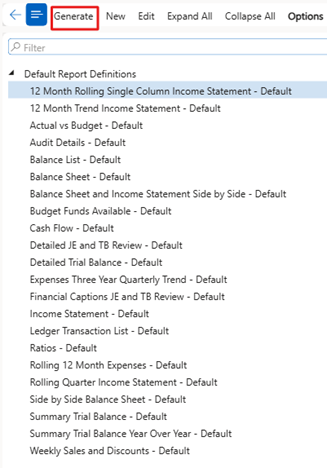 Generate New Edit Expand All Collapse All Options
Filter
Default Report Definitions
12 Month Rolling Single Column Income Statement - Default
12 Month Trend Income Statement - Default
Actual vs Budget - Default
Audit Details - Default
Balance List - Default
Balance Sheet - Default
Balance Sheet and Income Statement Side by Side - Default
Budget Funds Available - Default
Cash Flow - Default
Detailed JE and TB Review - Default
Detailed Trial Balance - Default
Expenses Three Year Quarterly Trend - Default
Financial Captions JE and TB Review - Default
Income Statement - Default
Ledger Transaction List - Default
Ratios - Default
Rolling 12 Month Expenses - Default
Rolling Quarter Income Statement - Default
Side by Side Balance Sheet - Default
Summary Trial Balance - Default
Summary Trial Balance Year Over Year - Default
Weekly Sales and Discounts - Default